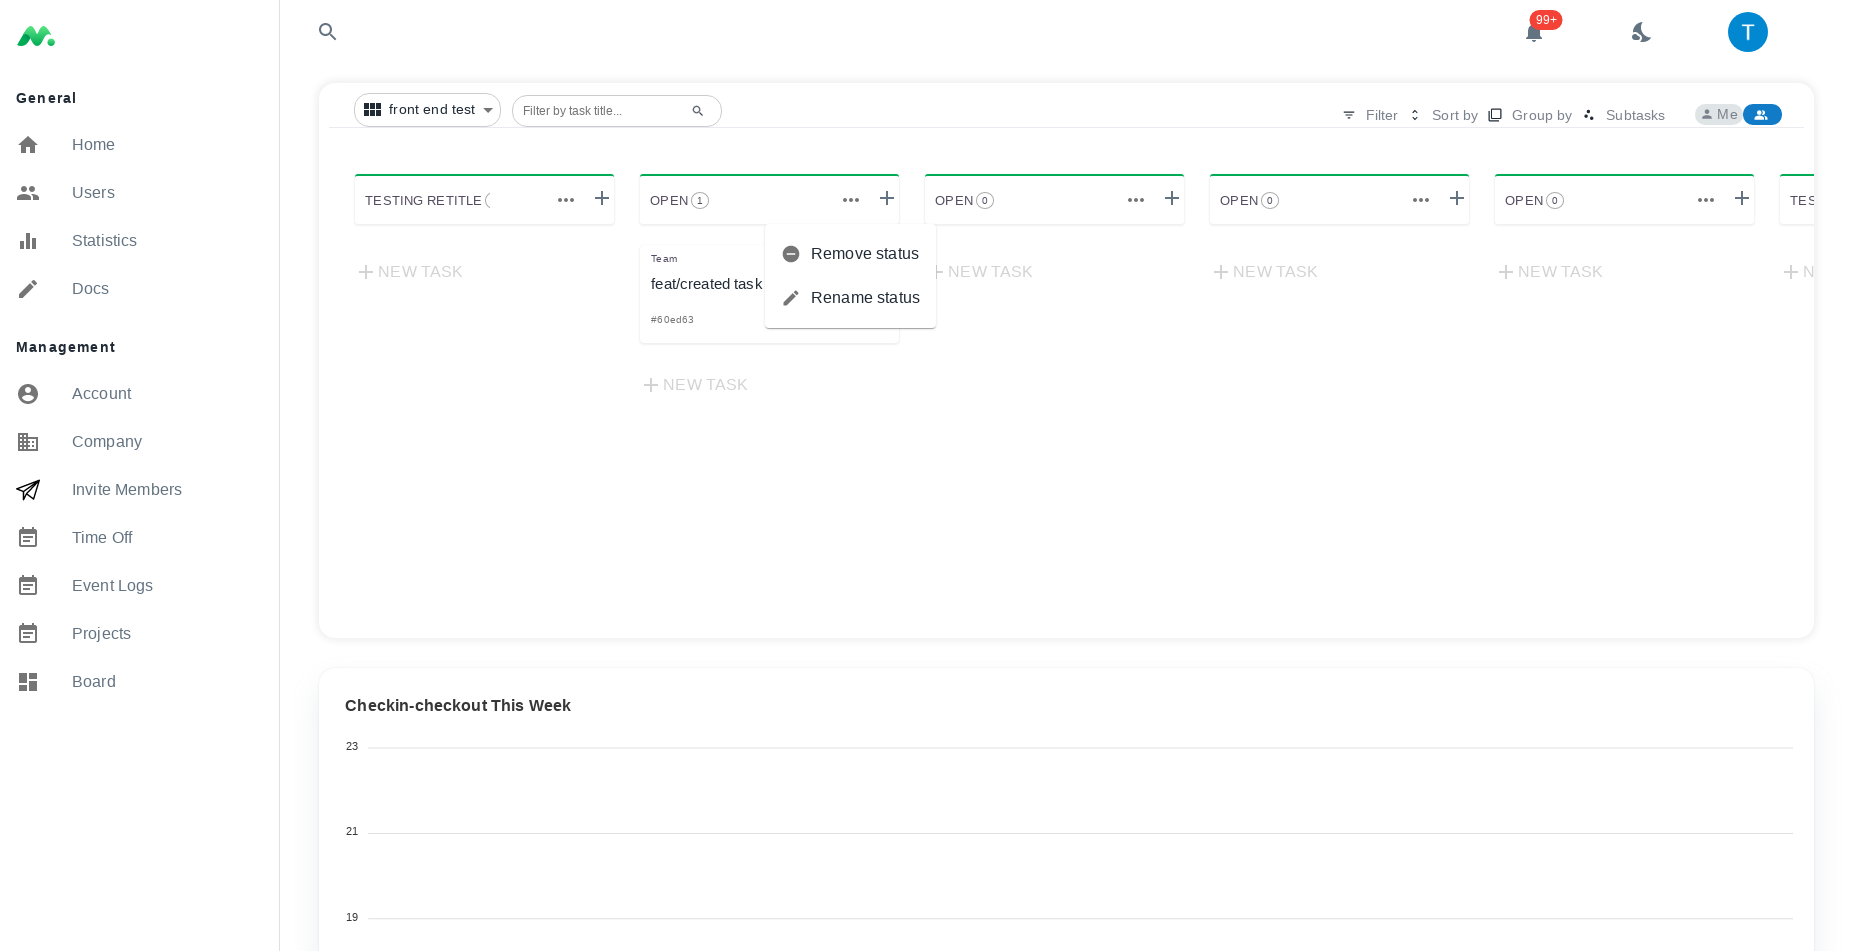 99+
T
General
Home
Users
Statistics
Docs
Management
Account
Company
Invite Members
Time Off
Event Logs
Projects
Board
front end test
Filter by task title...
Filter
Sort by
Group by
Subtasks
Me
TESTING RETITLE
OPEN 1
OPEN 0
OPEN 0
OPEN 0
TES
NEW TASK
Team
feat/created task
#60ed63
NEW TASK
Remove status
Rename status
NEW TASK
NEW TASK
NEW TASK
N
Checkin-checkout This Week
23
21
19